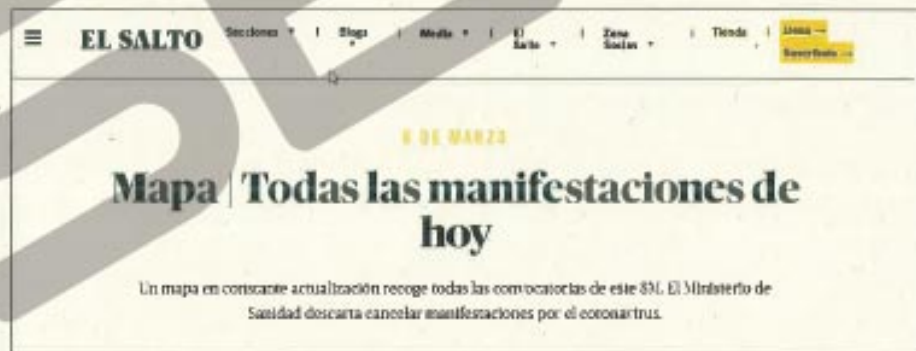 EL SALTO Secciones Blogs Media El Salto Zona Socias Tienda
8 DE MARZO
Mapa | Todas las manifestaciones de
hoy
Un mapa en constante actualización recoge todas las convocatorias de este 8M. El Ministerio de
Sanidad descarta cancelar manifestaciones por el coronavirus.